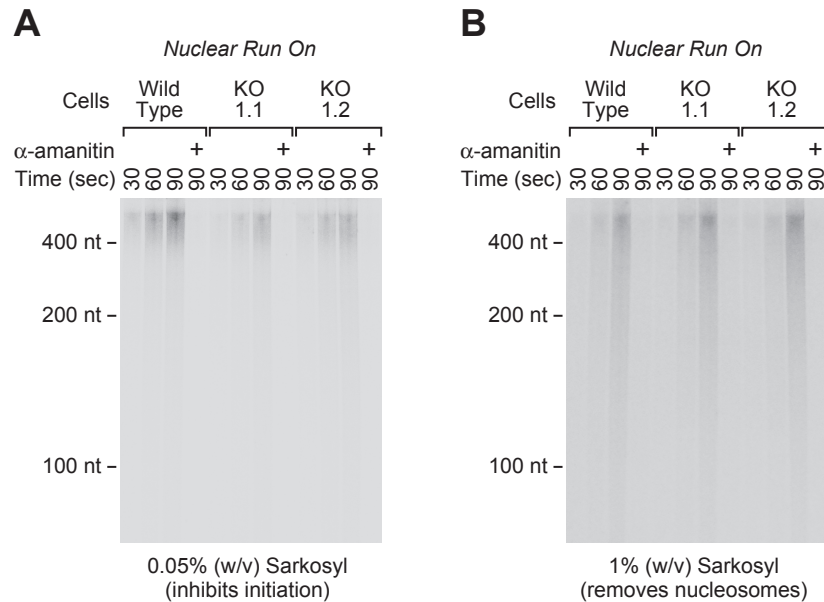 A
Nuclear Run On
Cells
Wild Type
KO 1.1
KO 1.2
α-amanitin + + +
Time (sec) 30 60 90 90 30 60 90 90 30 60 90 90
400 nt –
200 nt –
100 nt –
0.05% (w/v) Sarkosyl
(inhibits initiation)
B
Nuclear Run On
Cells
Wild Type
KO 1.1
KO 1.2
α-amanitin + + +
Time (sec) 30 60 90 90 30 60 90 90 30 60 90 90
400 nt –
200 nt –
100 nt –
1% (w/v) Sarkosyl
(removes nucleosomes)